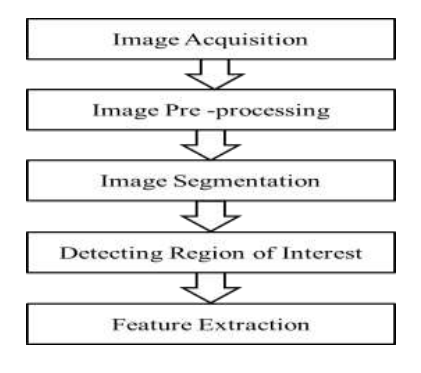 Image Acquisition
Image Pre -processing
Image Segmentation
Detecting Region of Interest
Feature Extraction